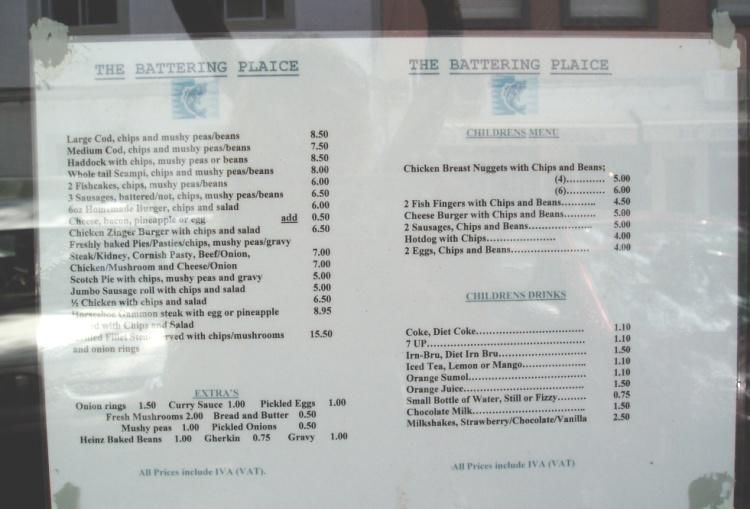 THE BATTERING PLAICE
Large Cod, chips and mushy peas/beans 8.50
Medium Cod, chips and mushy peas/beans 7.50
Haddock with chips, mushy peas or beans 8.50
Whole tail Scampi, chips and mushy peas/beans 8.00
2 Fishcakes, chips, mushy peas/beans 6.00
3 Sausages, battered/not, chips, mushy peas/beans 6.50
6oz Homemade Burger, chips and salad 6.00
Cheese, bacon, pineapple or egg add 0.50
Chicken Zinger Burger with chips and salad 6.50
Freshly baked Pies/Pasties/chips, mushy peas/gravy
Steak/Kidney, Cornish Pasty, Beef/Onion, 7.00
Chicken/Mushroom and Cheese/Onion 7.00
Scotch Pie with chips, mushy peas and gravy 5.00
Jumbo Sausage roll with chips and salad 5.00
½ Chicken with chips and salad 6.50
Horseshoe Gammon steak with egg or pineapple 8.95
with Chips and Salad
Fillet Steak served with chips/mushrooms 15.50
and onion rings
EXTRA'S
Onion rings 1.50 Curry Sauce 1.00 Pickled Eggs 1.00
Fresh Mushrooms 2.00 Bread and Butter 0.50
Mushy peas 1.00 Pickled Onions 0.50
Heinz Baked Beans 1.00 Gherkin 0.75 Gravy 1.00
All Prices include IVA (VAT).
THE BATTERING PLAICE
CHILDRENS MENU
Chicken Breast Nuggets with Chips and Beans;
(4)............ 5.00
(6)............ 6.00
2 Fish Fingers with Chips and Beans.......... 4.50
Cheese Burger with Chips and Beans......... 5.00
2 Sausages, Chips and Beans.................... 5.00
Hotdog with Chips...................... 4.00
2 Eggs, Chips and Beans....................... 4.00
CHILDRENS DRINKS
Coke, Diet Coke................................. 1.10
7 UP................................................ 1.10
Irn-Bru, Diet Irn Bru........................... 1.50
Iced Tea, Lemon or Mango.................... 1.10
Orange Sumol................................... 1.10
Orange Juice..................................... 1.50
Small Bottle of Water, Still or Fizzy........ 0.75
Chocolate Milk.................................. 1.50
Milkshakes, Strawberry/Chocolate/Vanilla 2.50
All Prices include IVA (VAT)